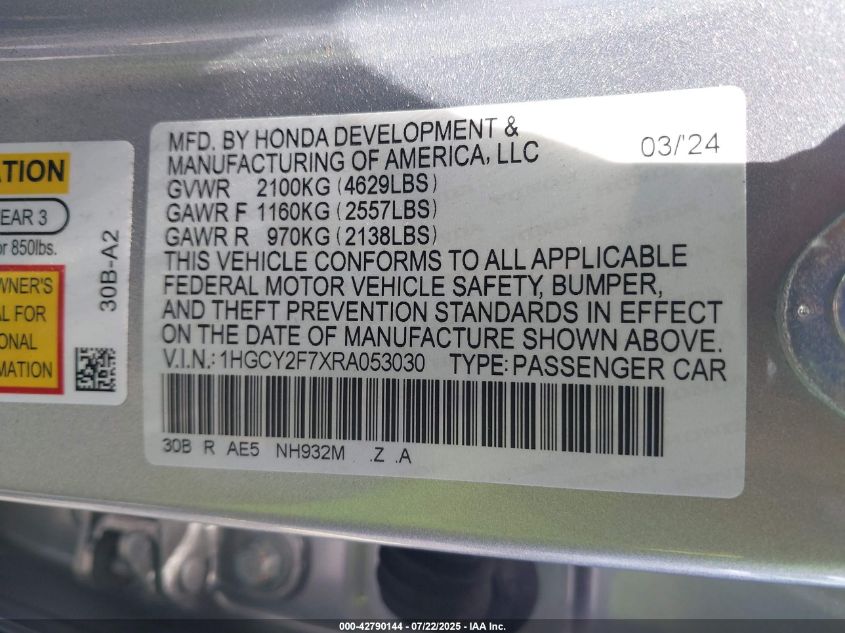 ATION
EAR 3
or 850lbs.
WNER'S
AL FOR
ONAL
RMATION
30B-A2
MFD. BY HONDA DEVELOPMENT &
MANUFACTURING OF AMERICA, LLC
03/'24
GVWR 2100KG (4629LBS)
GAWR F 1160KG (2557LBS)
GAWR R 970KG (2138LBS)
THIS VEHICLE CONFORMS TO ALL APPLICABLE
FEDERAL MOTOR VEHICLE SAFETY, BUMPER,
AND THEFT PREVENTION STANDARDS IN EFFECT
ON THE DATE OF MANUFACTURE SHOWN ABOVE.
V.I.N.: 1HGCY2F7XRA053030 TYPE: PASSENGER CAR
30B R AE5 NH932M .Z .A
000-42790144 - 07/22/2025 - IAA Inc.